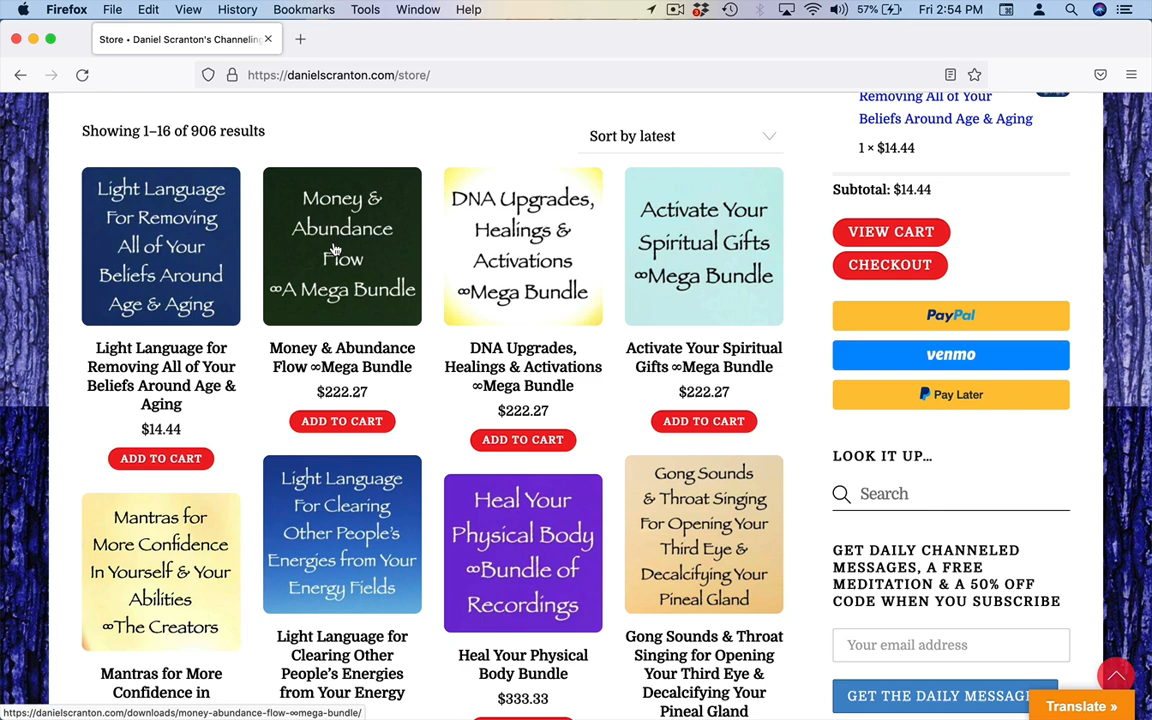 Firefox File Edit View History Bookmarks Tools Window Help 3 57% Fri 2:54 PM
Store • Daniel Scranton's Channeling
https://danielscranton.com/store/
Showing 1–16 of 906 results
Sort by latest
Light Language
For Removing
All of Your
Beliefs Around
Age & Aging
Light Language for
Removing All of Your
Beliefs Around Age &
Aging
$14.44
ADD TO CART
Money &
Abundance
Flow
∞A Mega Bundle
Money & Abundance
Flow ∞Mega Bundle
$222.27
ADD TO CART
DNA Upgrades,
Healings &
Activations
∞Mega Bundle
DNA Upgrades,
Healings & Activations
∞Mega Bundle
$222.27
ADD TO CART
Activate Your
Spiritual Gifts
∞Mega Bundle
Activate Your Spiritual
Gifts ∞Mega Bundle
$222.27
ADD TO CART
Mantras for
More Confidence
In Yourself & Your
Abilities
∞The Creators
Mantras for More
Confidence in
Light Language
For Clearing
Other People's
Energies from Your
Energy Fields
Light Language for
Clearing Other
People's Energies
from Your Energy
Heal Your
Physical Body
∞Bundle of
Recordings
Heal Your Physical
Body Bundle
$333.33
Gong Sounds
& Throat Singing
For Opening Your
Third Eye &
Decalcifying Your
Pineal Gland
Gong Sounds & Throat
Singing for Opening
Your Third Eye &
Decalcifying Your
Pineal Gland
Removing All of Your
Beliefs Around Age & Aging
1 × $14.44
Subtotal: $14.44
VIEW CART
CHECKOUT
PayPal
venmo
Pay Later
LOOK IT UP...
Search
GET DAILY CHANNELED
MESSAGES, A FREE
MEDITATION & A 50% OFF
CODE WHEN YOU SUBSCRIBE
Your email address
GET THE DAILY MESSAG
Translate »
https://danielscranton.com/downloads/money-abundance-flow-∞mega-bundle/